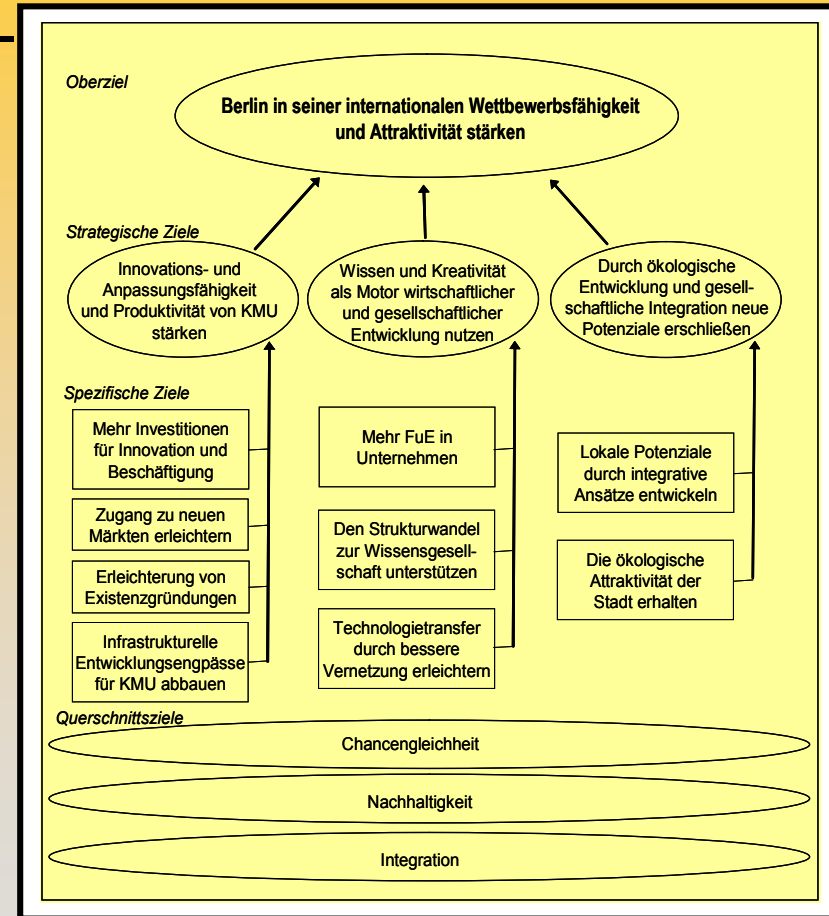 Oberziel
Berlin in seiner internationalen Wettbewerbsfähigkeit
und Attraktivität stärken
Strategische Ziele
Innovations- und
Anpassungsfähigkeit
und Produktivität von KMU
stärken
Wissen und Kreativität
als Motor wirtschaftlicher
und gesellschaftlicher
Entwicklung nutzen
Durch ökologische
Entwicklung und gesell-
schaftliche Integration neue
Potenziale erschließen
Spezifische Ziele
Mehr Investitionen
für Innovation und
Beschäftigung
Zugang zu neuen
Märkten erleichtern
Erleichterung von
Existenzgründungen
Infrastrukturelle
Entwicklungsengpässe
für KMU abbauen
Mehr FuE in
Unternehmen
Den Strukturwandel
zur Wissensgesell-
schaft unterstützen
Technologietransfer
durch bessere
Vernetzung erleichtern
Lokale Potenziale
durch integrative
Ansätze entwickeln
Die ökologische
Attraktivität der
Stadt erhalten
Querschnittsziele
Chancengleichheit
Nachhaltigkeit
Integration